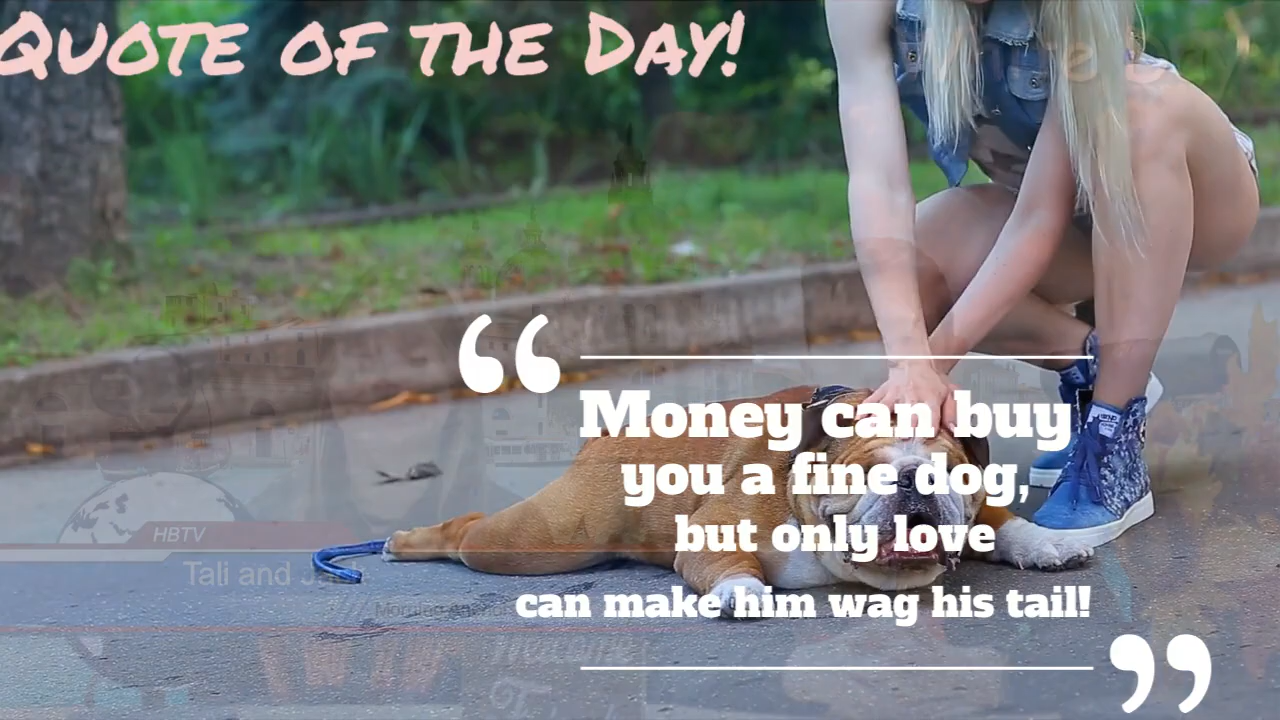 Quote of the Day!
Money can buy
you a fine dog,
but only love
can make him wag his tail!
HBTV
Tali and
Morning